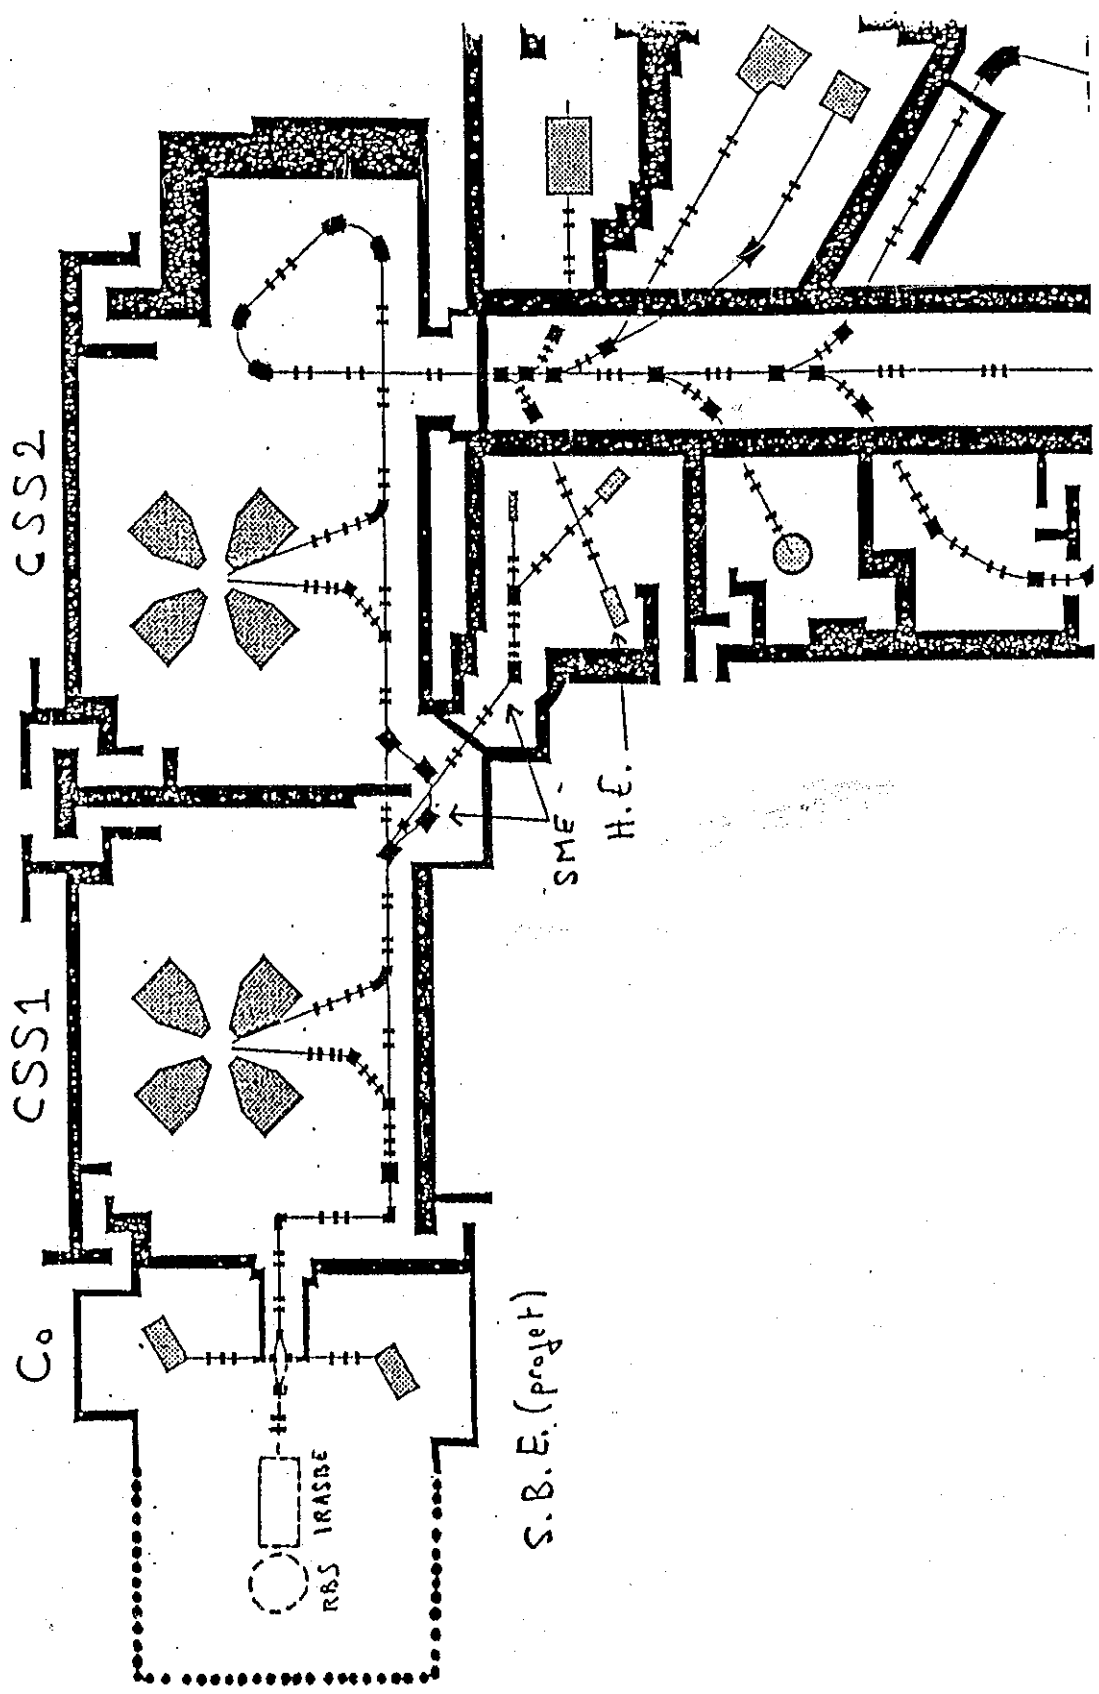 CSS2
CSS1
Co
SME
H.E.
S.B.E. (projet)
IRASBE
RBS